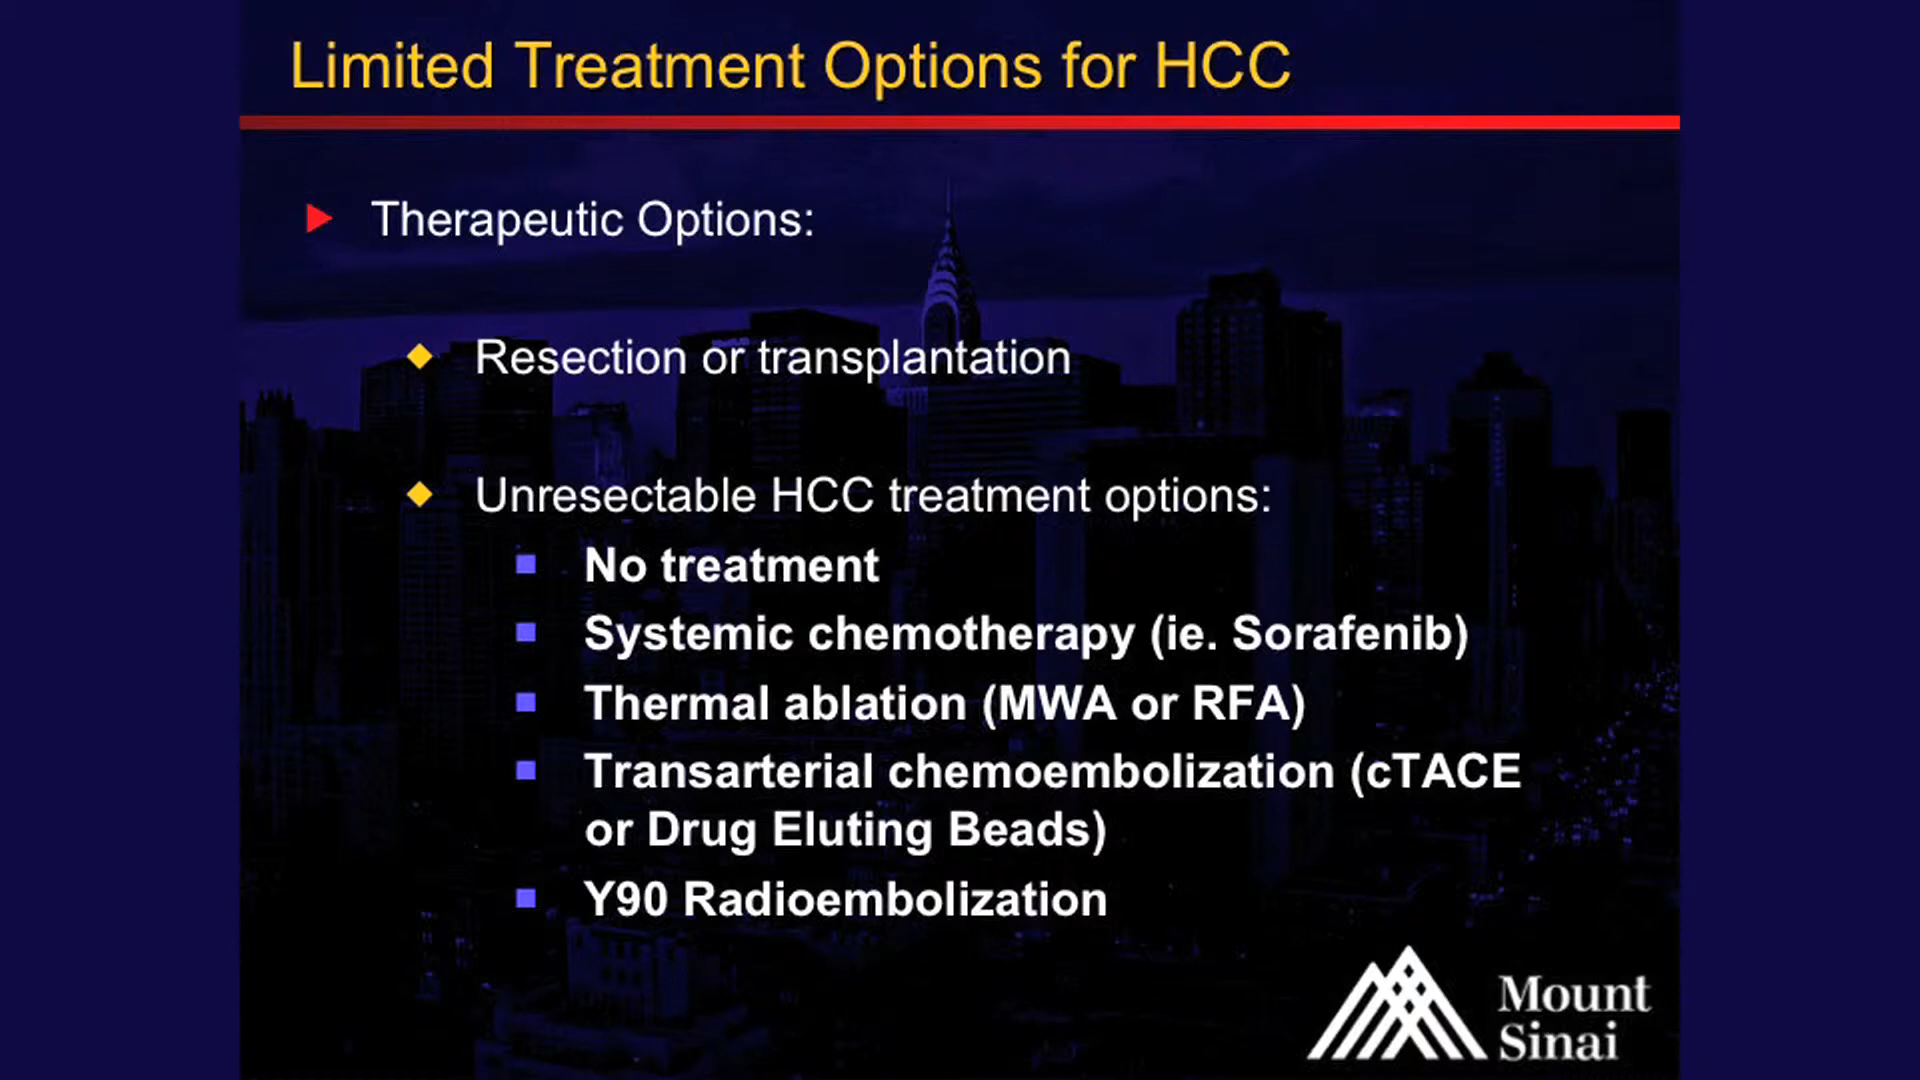 Limited Treatment Options for HCC
Therapeutic Options:
Resection or transplantation
Unresectable HCC treatment options:
No treatment
Systemic chemotherapy (ie. Sorafenib)
Thermal ablation (MWA or RFA)
Transarterial chemoembolization (cTACE
or Drug Eluting Beads)
Y90 Radioembolization
Mount
Sinai